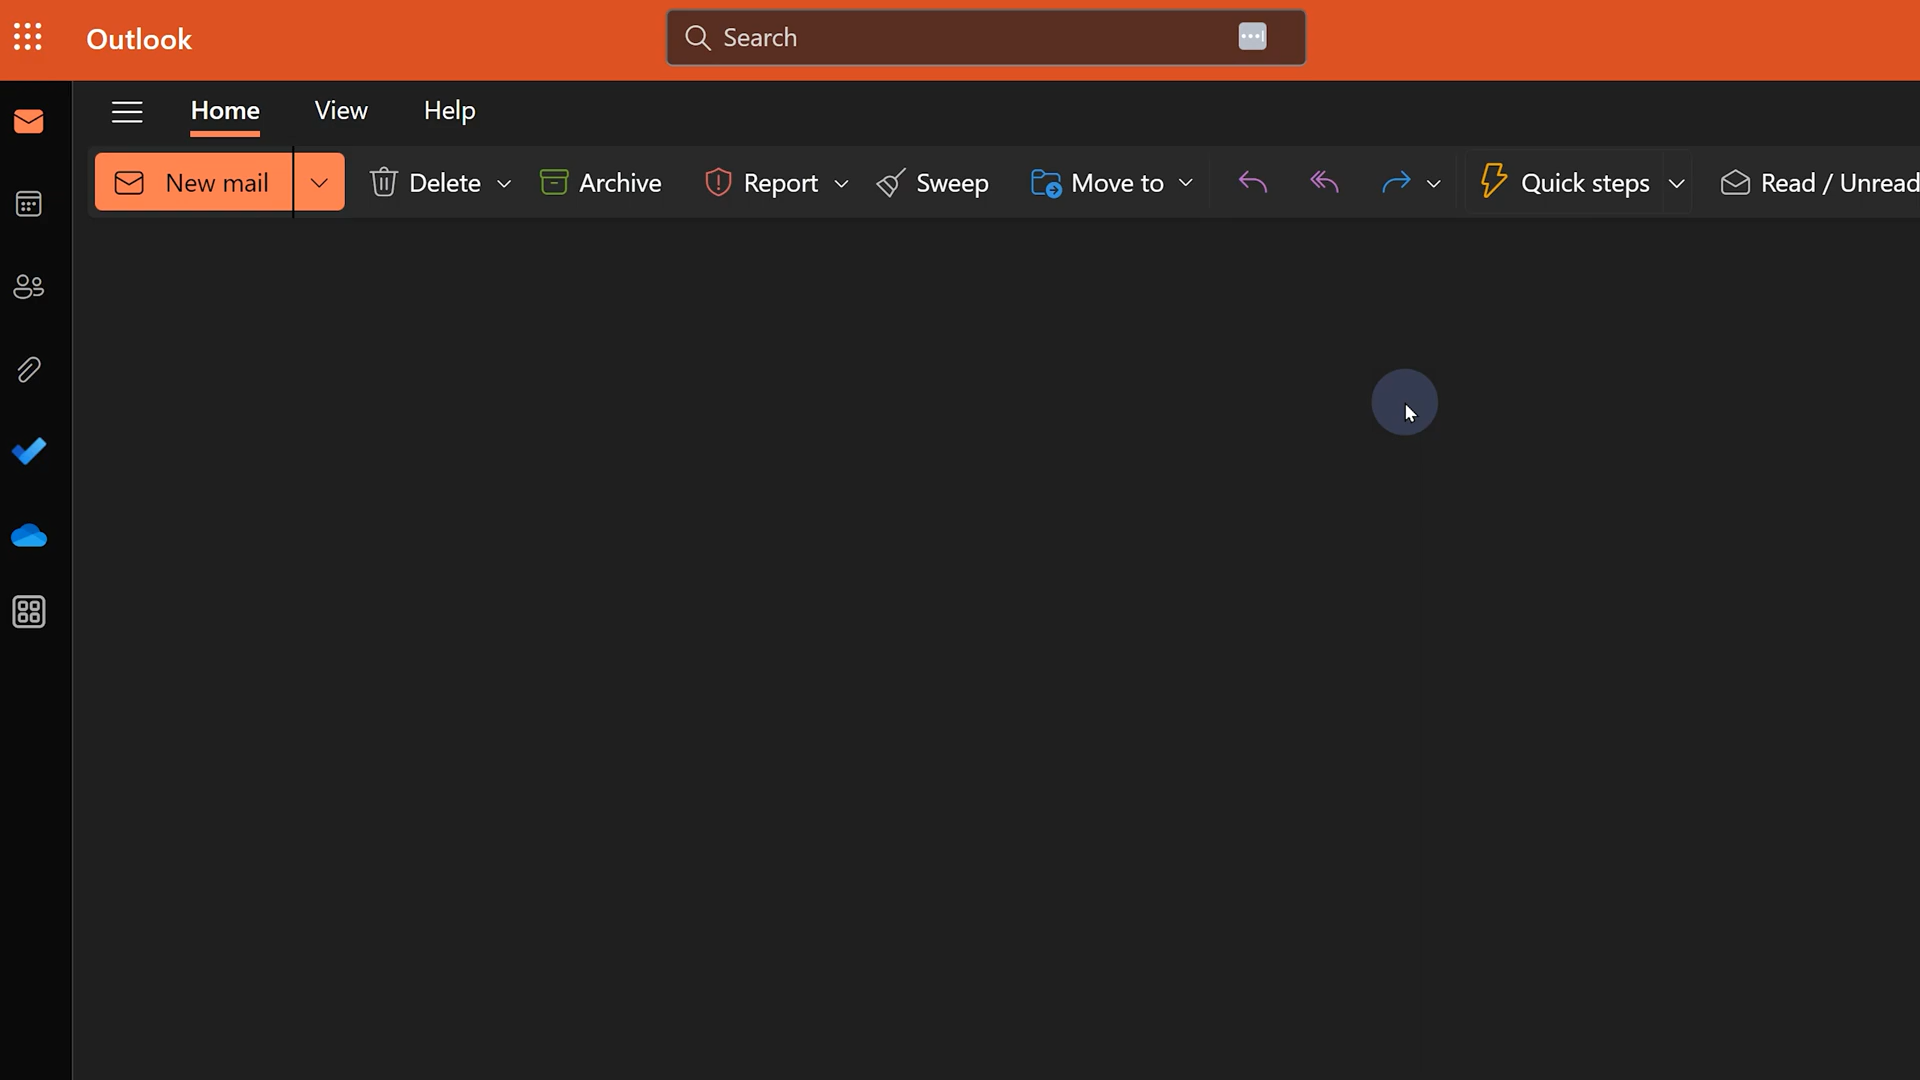 Outlook
Search
Home View Help
New mail Delete Archive Report Sweep Move to Quick steps Read / Unread